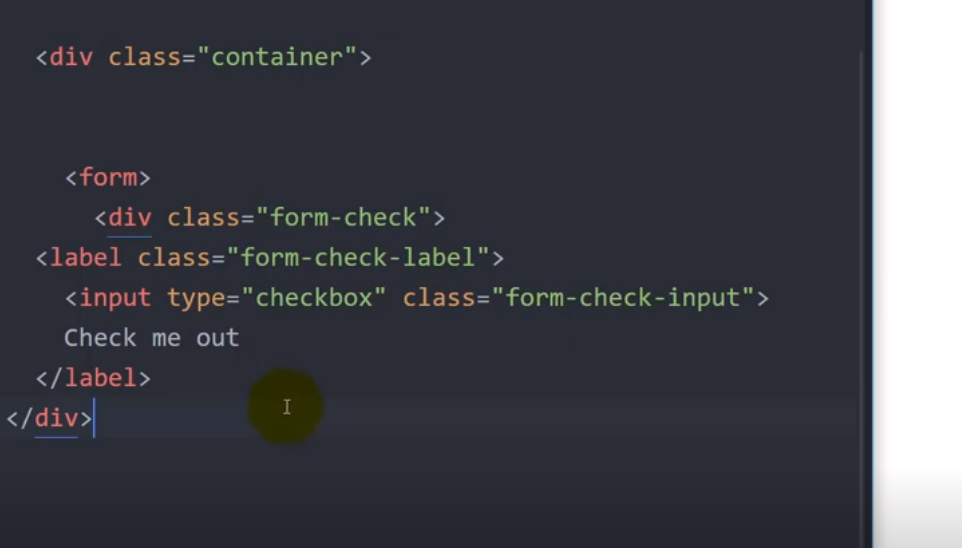 <div class="container">
<form>
<div class="form-check">
<label class="form-check-label">
<input type="checkbox" class="form-check-input">
Check me out
</label>
</div>